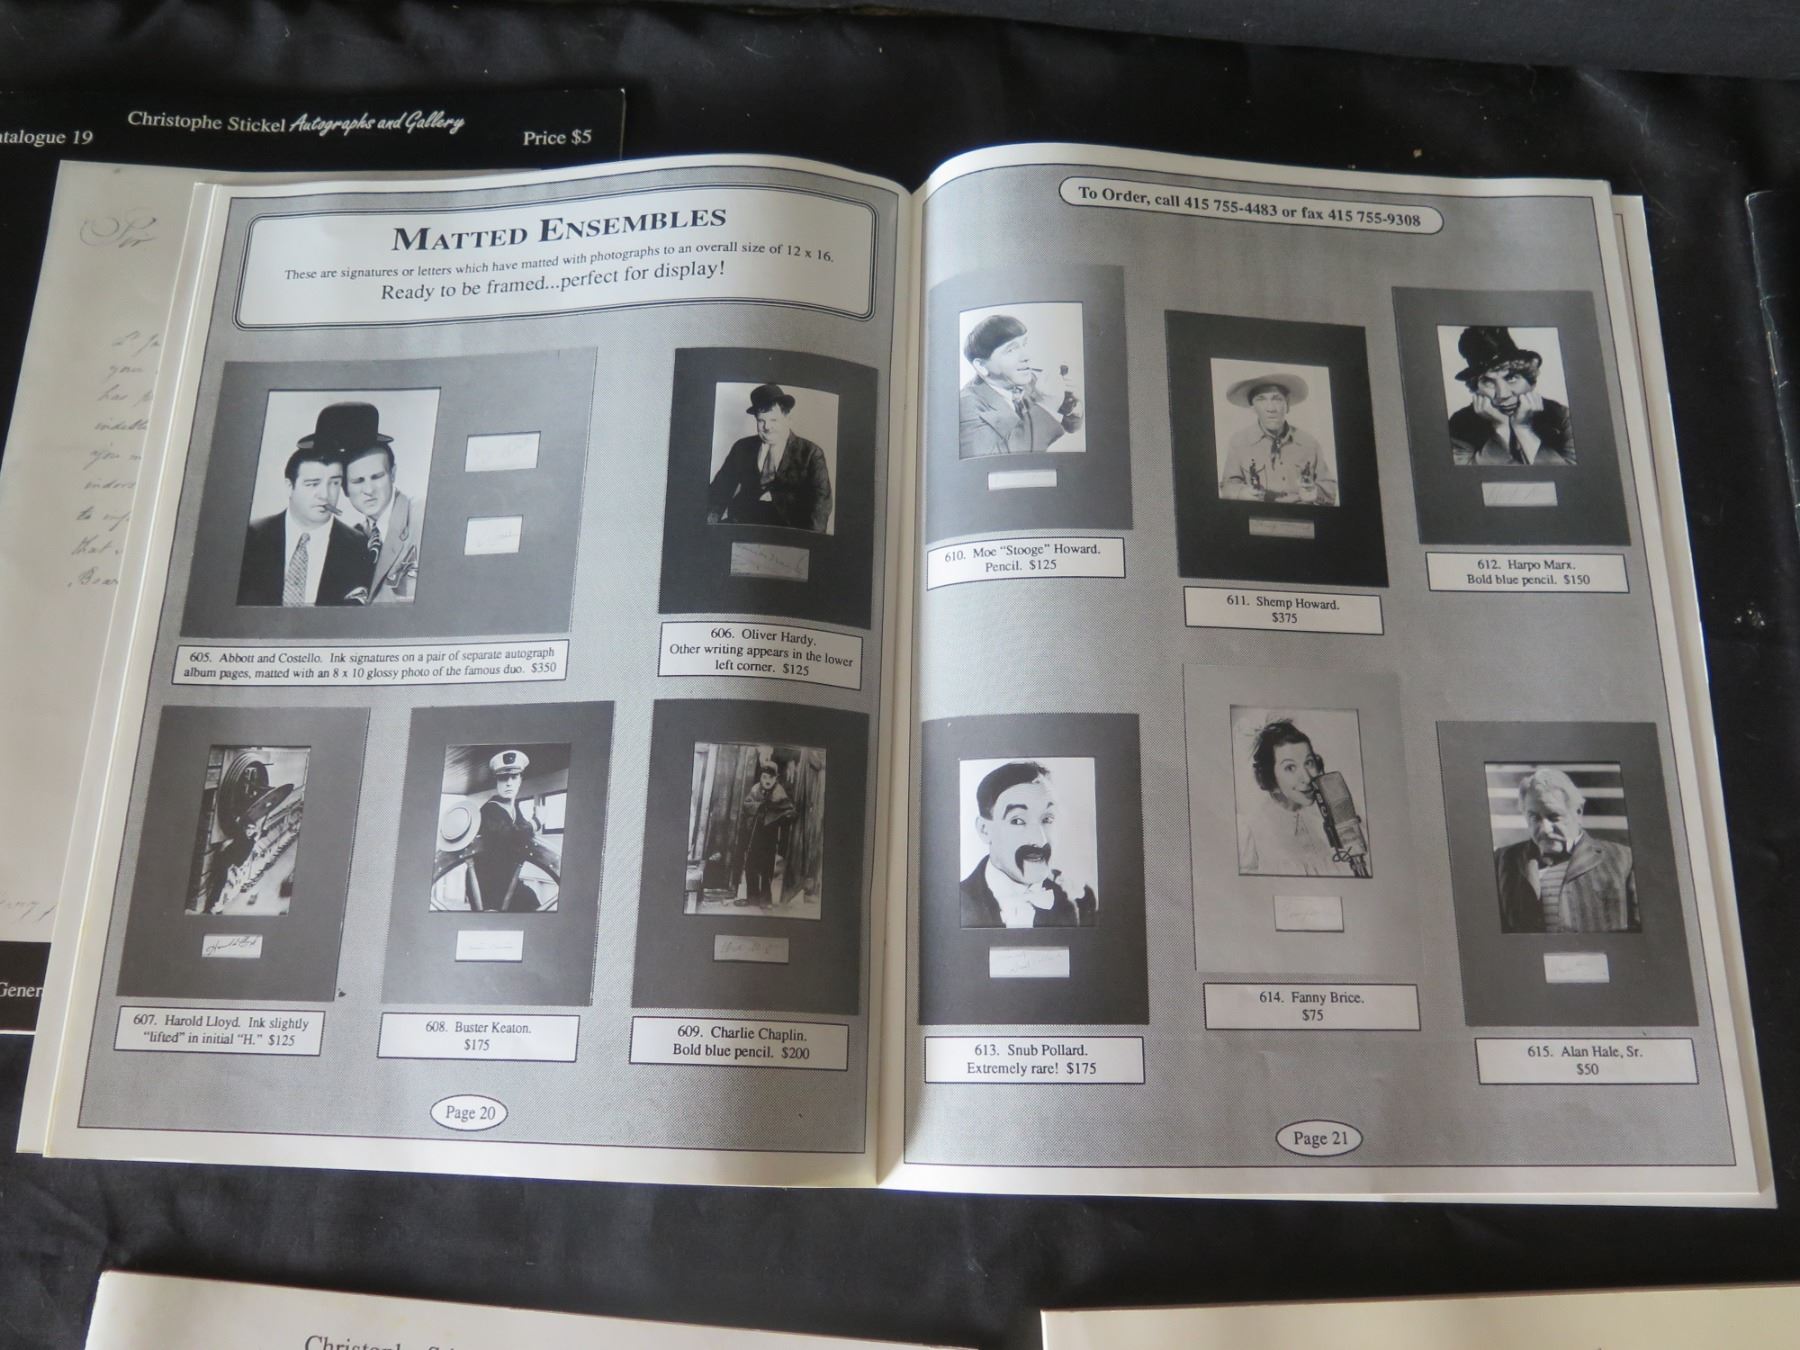 atalogue 19
Christophe Stickel Autographs and Gallery
Price $5
MATTED ENSEMBLES
These are signatures or letters which have matted with photographs to an overall size of 12 x 16.
Ready to be framed...perfect for display!
605. Abbott and Costello. Ink signatures on a pair of separate autograph
album pages, matted with an 8 x 10 glossy photo of the famous duo. $350
606. Oliver Hardy.
Other writing appears in the lower
left corner. $125
607. Harold Lloyd. Ink slightly
"lifted" in initial "H." $125
608. Buster Keaton.
$175
609. Charlie Chaplin.
Bold blue pencil. $200
Page 20
To Order, call 415 755-4483 or fax 415 755-9308
610. Moe "Stooge" Howard.
Pencil. $125
611. Shemp Howard.
$375
612. Harpo Marx.
Bold blue pencil. $150
613. Snub Pollard.
Extremely rare! $175
614. Fanny Brice.
$75
615. Alan Hale, Sr.
$50
Page 21
Gener